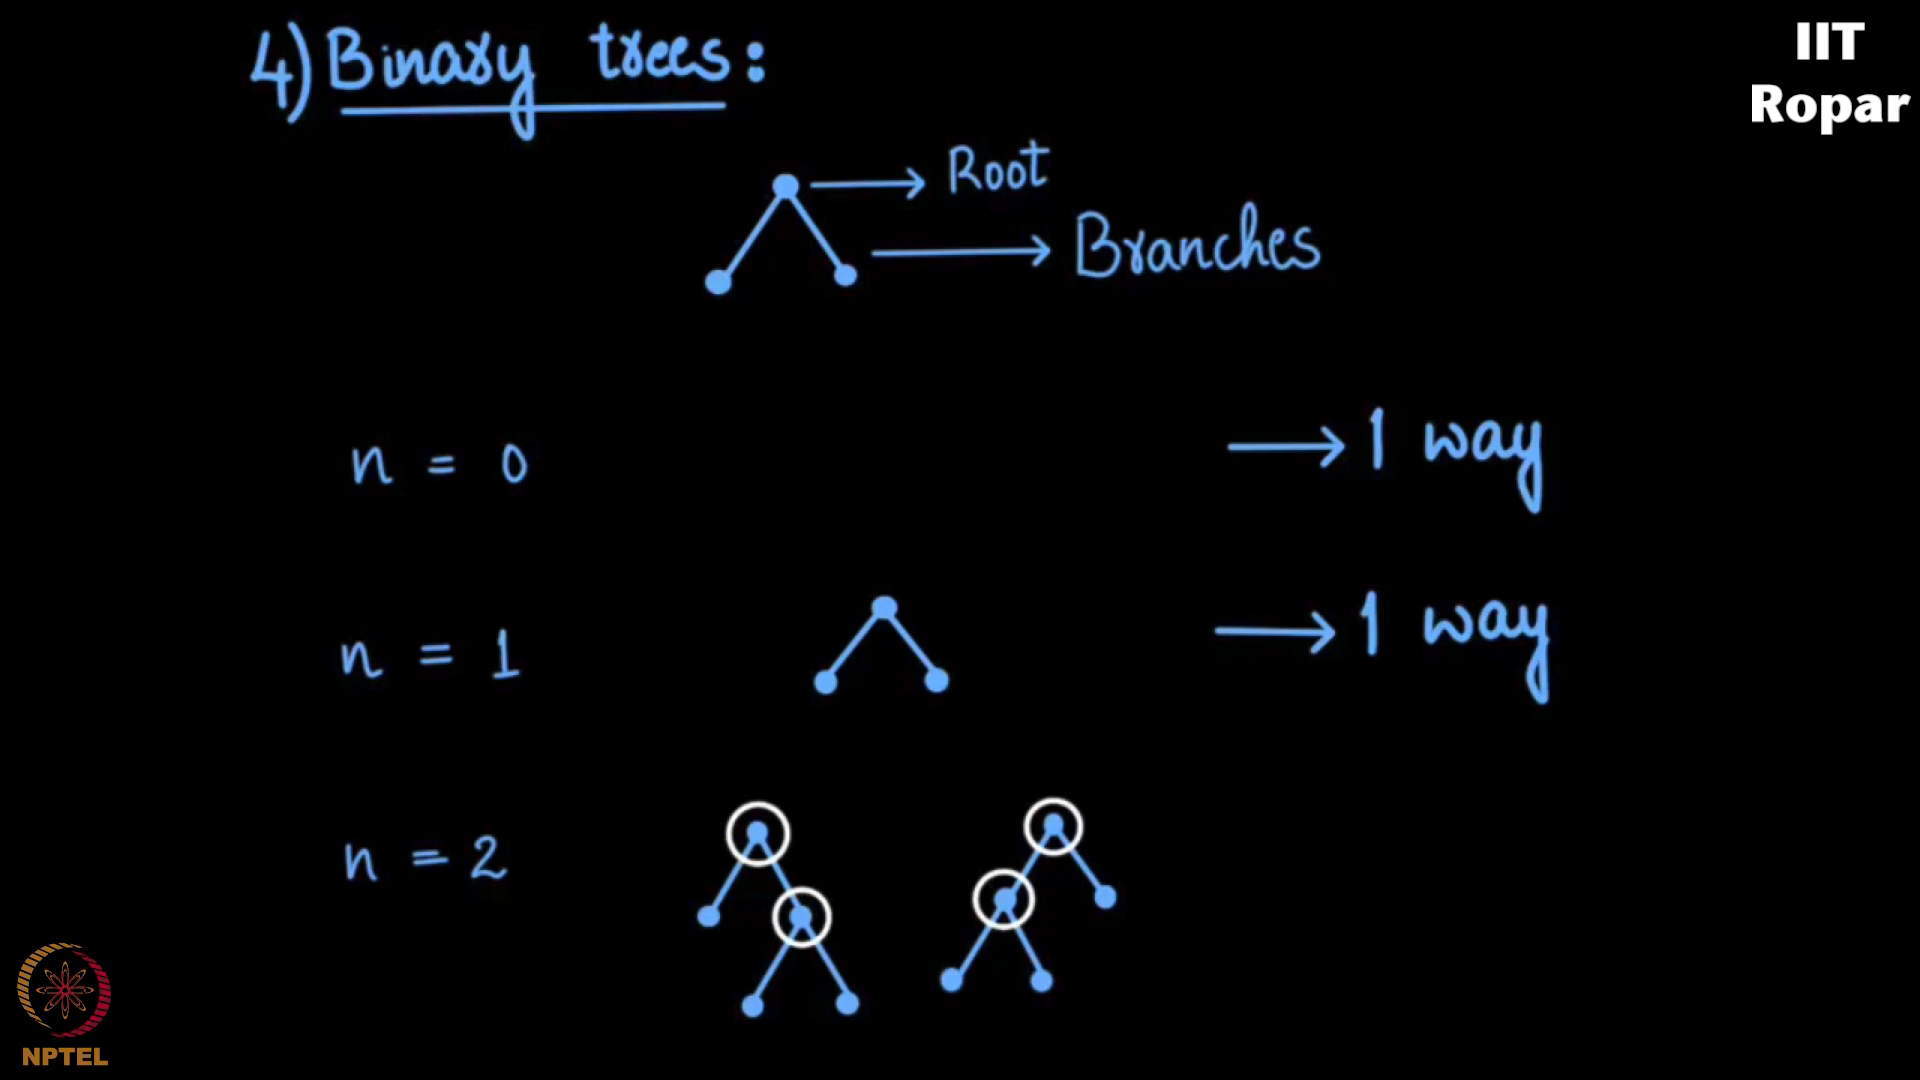 IIT
Ropar
4) Binary trees:
Root
Branches
n = 0 → 1 way
n = 1 → 1 way
n = 2
NPTEL